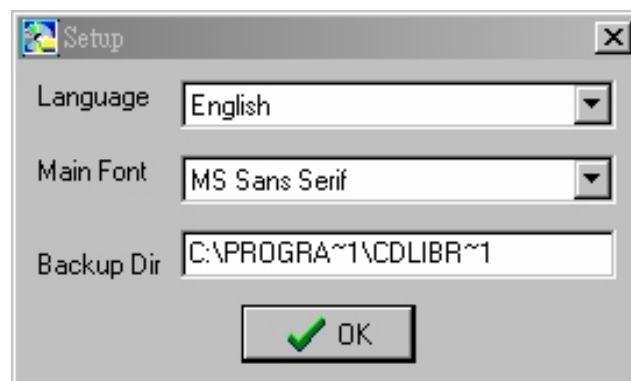 Setup
Language English
Main Font MS Sans Serif
Backup Dir C:\PROGRA~1\CDLIBR~1
OK